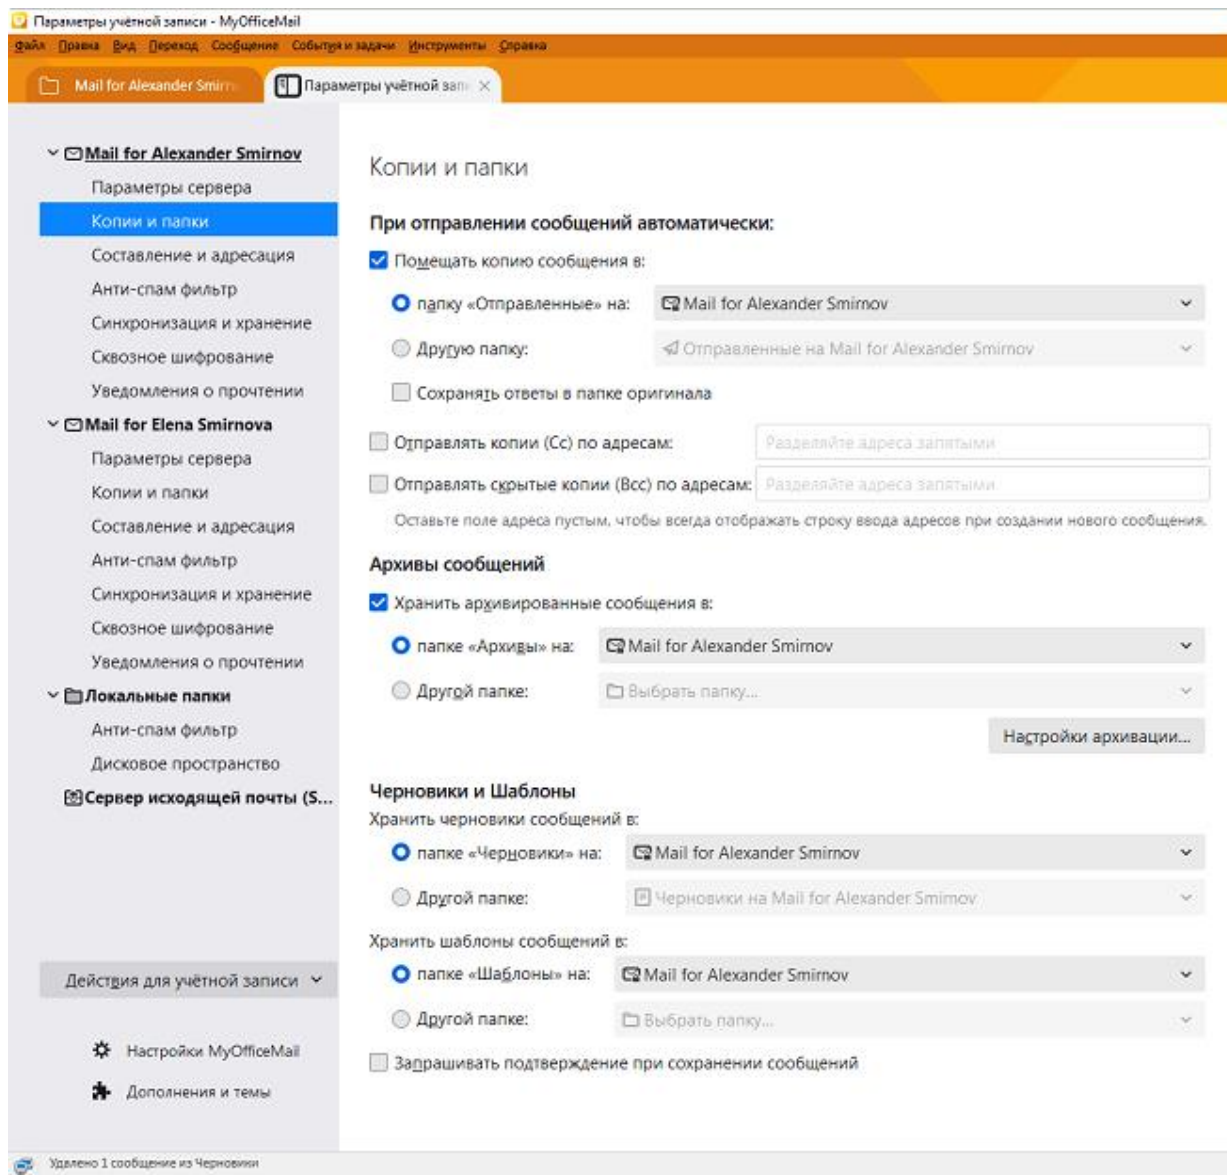 Параметры учётной записи - MyOfficeMail
Файл Правка Вид Переход Сообщение События и задачи Инструменты Справка
Mail for Alexander Smirn Параметры учётной зап
Mail for Alexander Smirnov
Параметры сервера
Копии и папки
Составление и адресация
Анти-спам фильтр
Синхронизация и хранение
Сквозное шифрование
Уведомления о прочтении
Mail for Elena Smirnova
Параметры сервера
Копии и папки
Составление и адресация
Анти-спам фильтр
Синхронизация и хранение
Сквозное шифрование
Уведомления о прочтении
Локальные папки
Анти-спам фильтр
Дисковое пространство
Сервер исходящей почты (S...
Действия для учётной записи
Настройки MyOfficeMail
Дополнения и темы
Копии и папки
При отправлении сообщений автоматически:
Помещать копию сообщения в:
папку «Отправленные» на: Mail for Alexander Smirnov
Другую папку: Отправленные на Mail for Alexander Smirnov
Сохранять ответы в папке оригинала
Отправлять копии (Cc) по адресам: Разделяйте адреса запятыми
Отправлять скрытые копии (Bcc) по адресам: Разделяйте адреса запятыми
Оставьте поле адреса пустым, чтобы всегда отображать строку ввода адресов при создании нового сообщения.
Архивы сообщений
Хранить архивированные сообщения в:
папке «Архивы» на: Mail for Alexander Smirnov
Другой папке: Выбрать папку...
Настройки архивации...
Черновики и Шаблоны
Хранить черновики сообщений в:
папке «Черновики» на: Mail for Alexander Smirnov
Другой папке: Черновики на Mail for Alexander Smirnov
Хранить шаблоны сообщений в:
папке «Шаблоны» на: Mail for Alexander Smirnov
Другой папке: Выбрать папку...
Запрашивать подтверждение при сохранении сообщений
Удалено 1 сообщение из Черновики